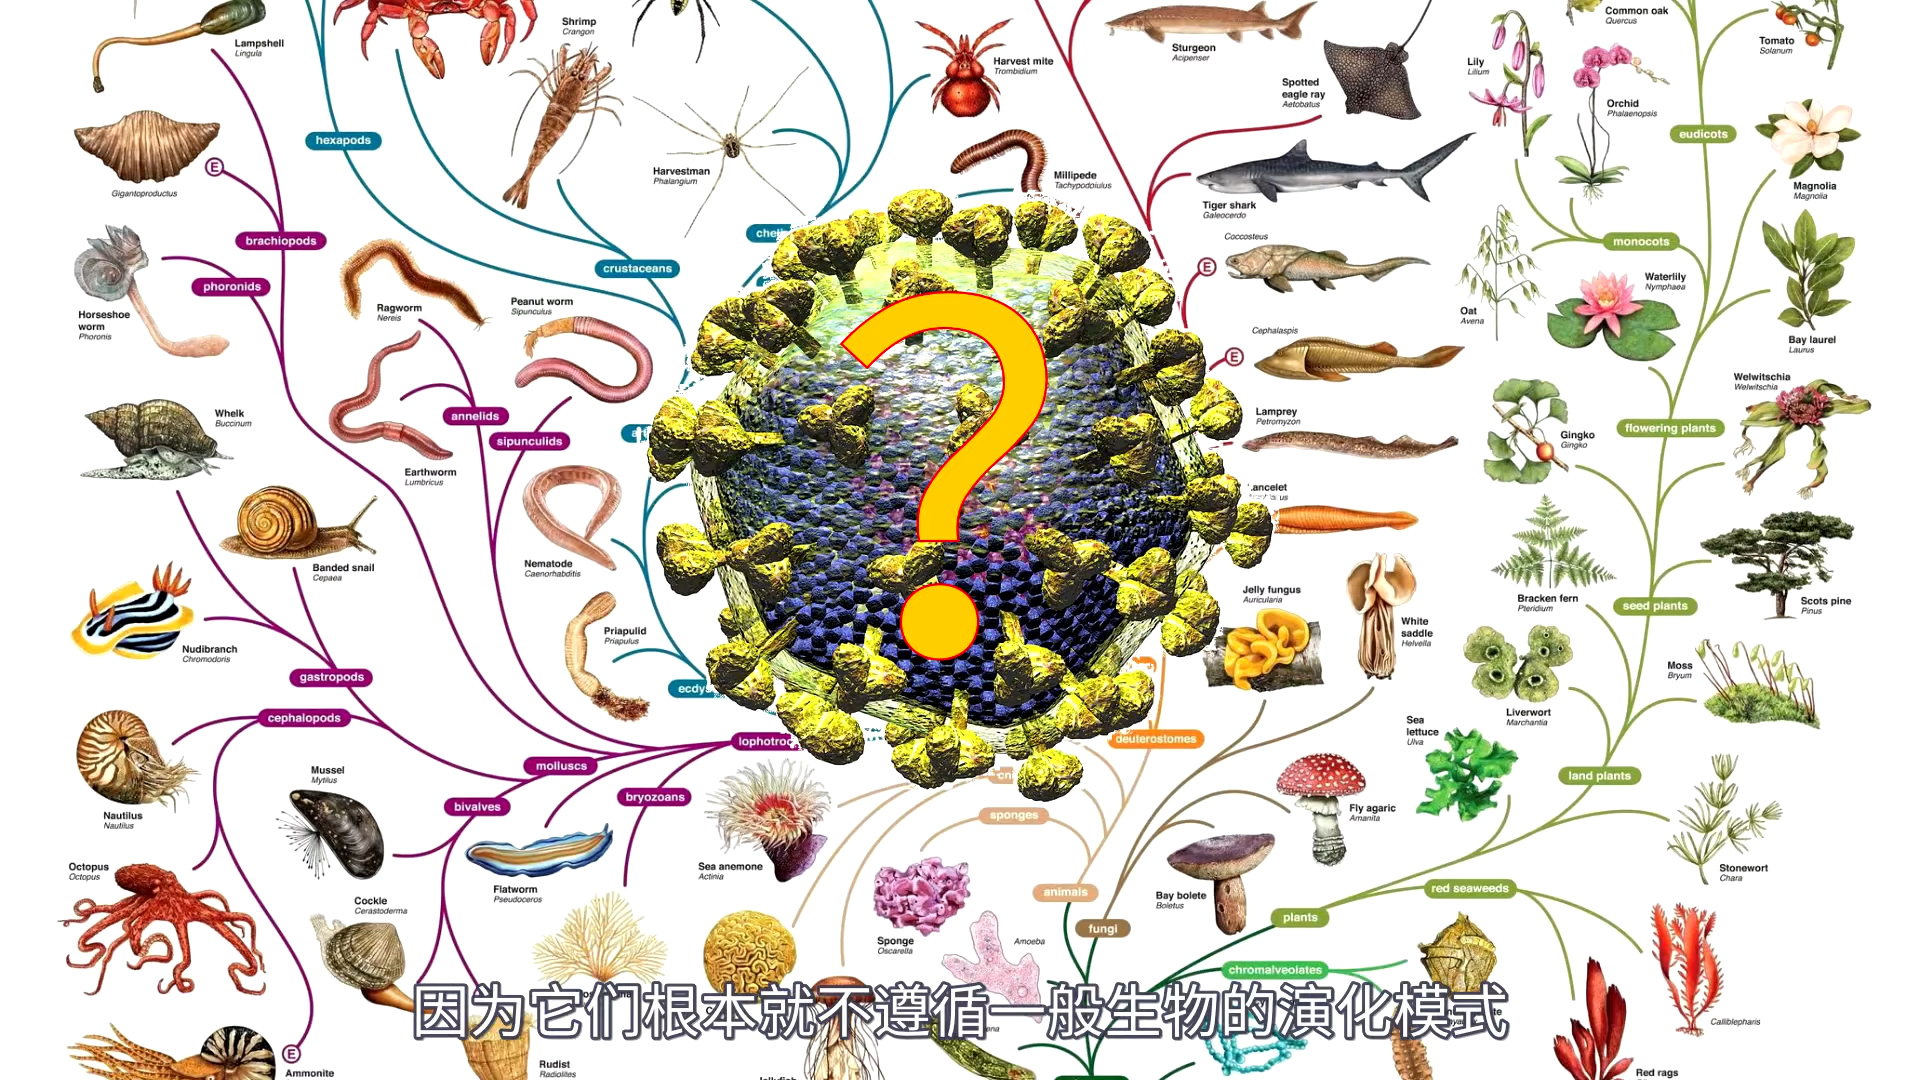 Lampshell
Lingula
Shrimp
Crangon
Harvest mite
Trombidium
Sturgeon
Acipenser
Common oak
Quercus
Tomato
Solanum
Lily
Lilium
Spotted
eagle ray
Aetobatus
Orchid
Phalaenopsis
hexapods
eudicots
E
Gigantoproductus
Harvestman
Phalangium
Millipede
Tachypodoiulus
Tiger shark
Galeocerdo
Magnolia
Magnolia
brachiopods
crustaceans
Coccosteus
E
monocots
phoronids
Horseshoe
worm
Phoronis
Ragworm
Nereis
Peanut worm
Sipunculus
Waterlily
Nymphaea
Oat
Avena
Cephalaspis
E
Bay laurel
Laurus
Welwitschia
Welwitschia
Whelk
Buccinum
annelids
sipunculids
Lamprey
Petromyzon
Gingko
Gingko
flowering plants
Earthworm
Lumbricus
Lancelet
Banded snail
Cepaea
Nematode
Caenorhabditis
Jelly fungus
Auricularia
Bracken fern
Pteridium
seed plants
Scots pine
Pinus
Nudibranch
Chromodoris
Priapulid
Priapulus
White
saddle
Helvella
gastropods
Moss
Bryum
cephalopods
Liverwort
Marchantia
Sea
lettuce
Ulva
deuterostomes
molluscs
land plants
Mussel
Mytilus
bivalves
bryozoans
sponges
Nautilus
Nautilus
Fly agaric
Amanita
Octopus
Octopus
Sea anemone
Actinia
Stonewort
Chara
Flatworm
Pseudoceros
animals
Bay bolete
Boletus
red seaweeds
Cockle
Cerastoderma
plants
fungi
Sponge
Oscarella
Amoeba
chromalveolates
Calliblepharis
因为它们根本就不遵循一般生物的演化模式
E
Ammonite
Rudist
Radiolites
Red rags
?